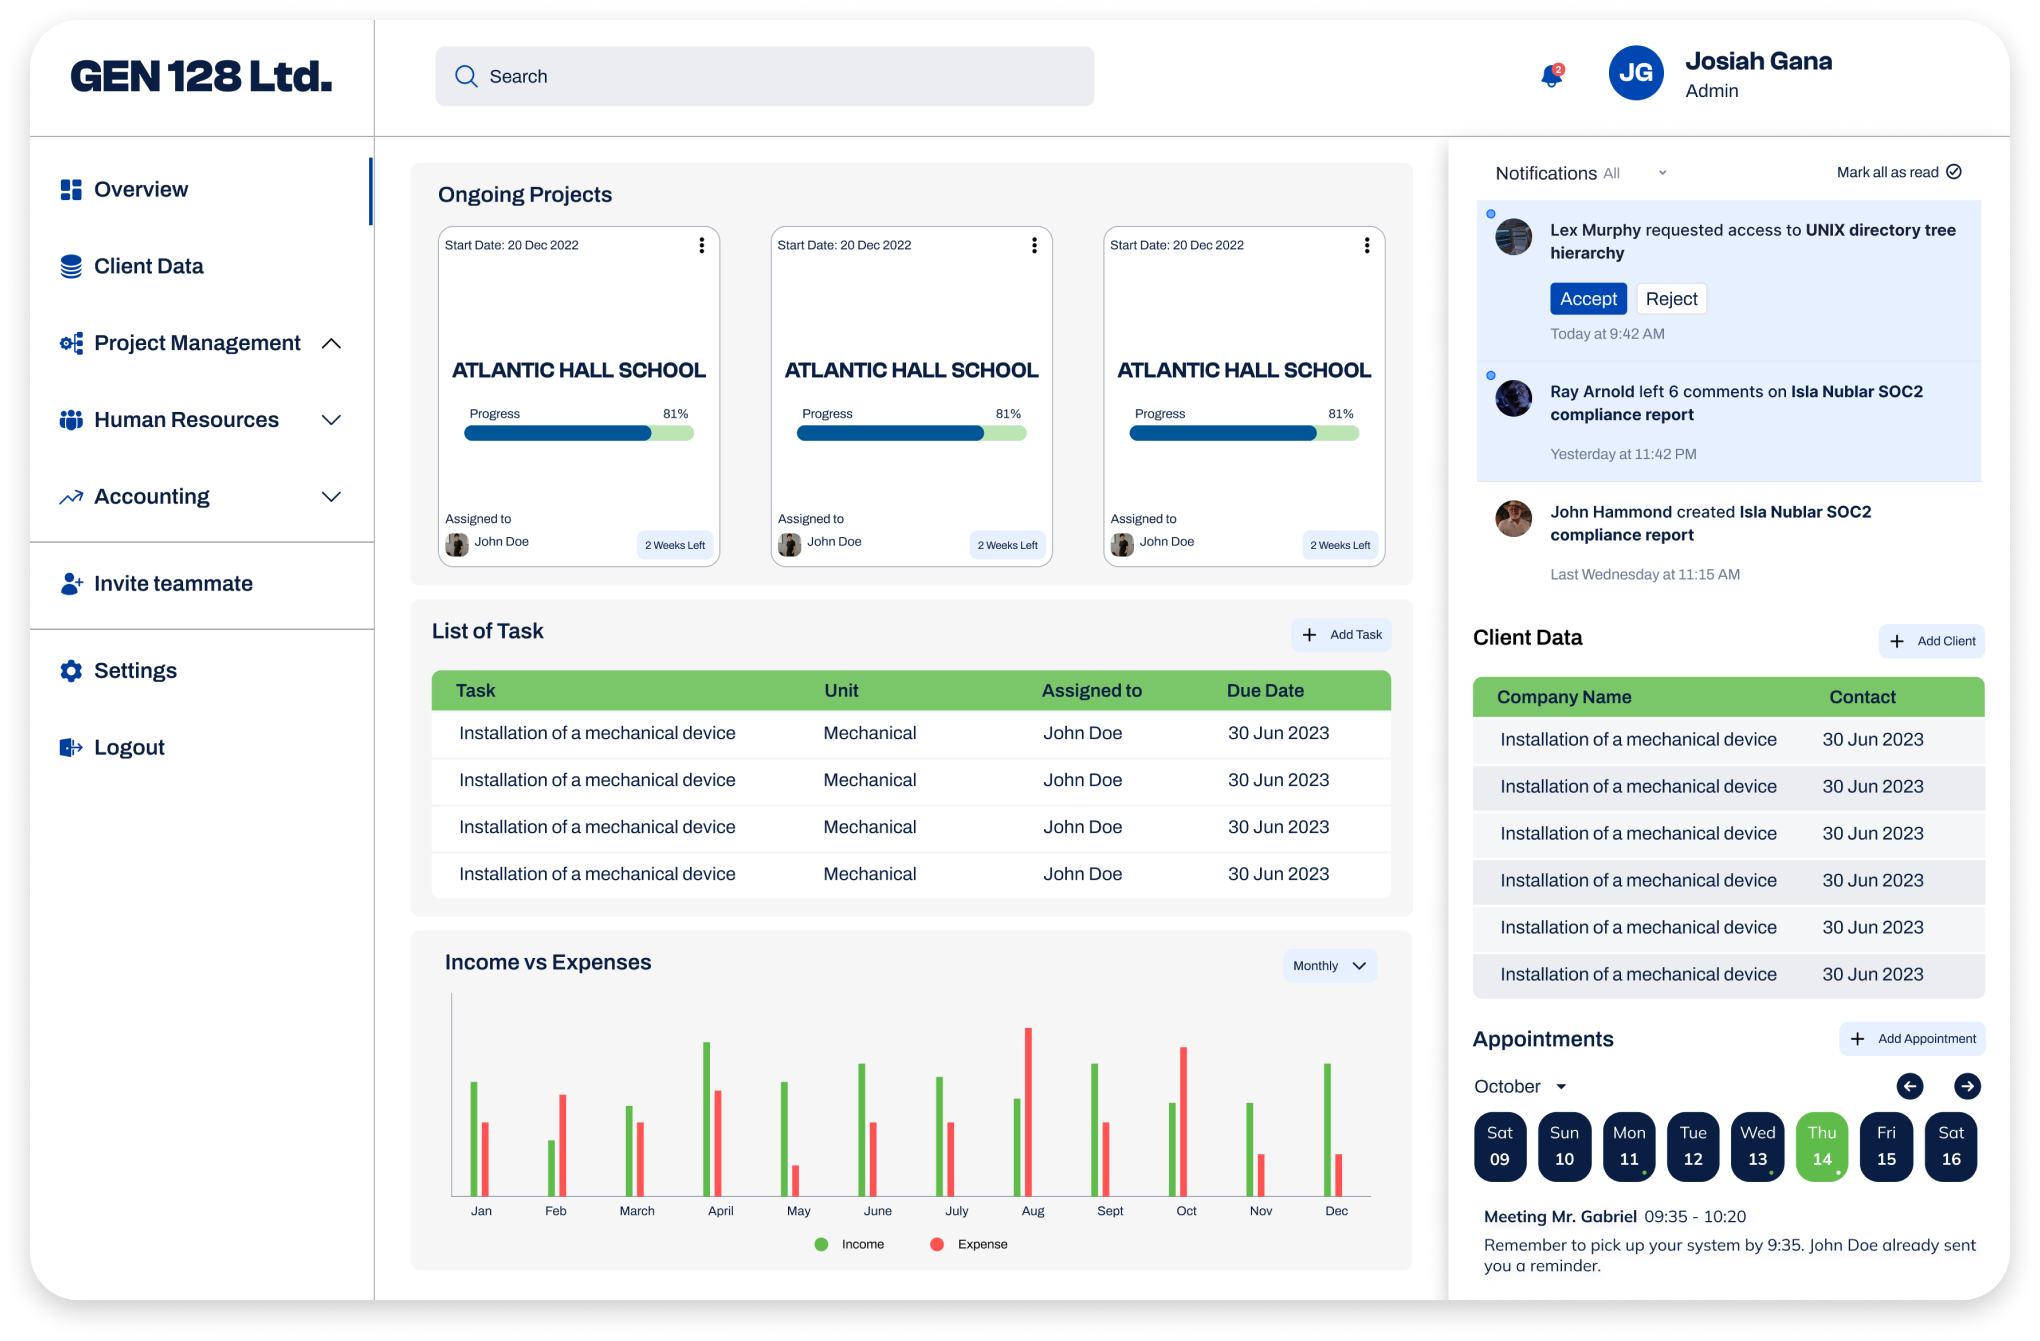 GEN 128 Ltd.
Search
2
JG
Josiah Gana
Admin
Overview
Client Data
Project Management
Human Resources
Accounting
Invite teammate
Settings
Logout
Ongoing Projects
Start Date: 20 Dec 2022
ATLANTIC HALL SCHOOL
Progress 81%
Assigned to
John Doe
2 Weeks Left
Start Date: 20 Dec 2022
ATLANTIC HALL SCHOOL
Progress 81%
Assigned to
John Doe
2 Weeks Left
Start Date: 20 Dec 2022
ATLANTIC HALL SCHOOL
Progress 81%
Assigned to
John Doe
2 Weeks Left
List of Task
Add Task
Task Unit Assigned to Due Date
Installation of a mechanical device Mechanical John Doe 30 Jun 2023
Installation of a mechanical device Mechanical John Doe 30 Jun 2023
Installation of a mechanical device Mechanical John Doe 30 Jun 2023
Installation of a mechanical device Mechanical John Doe 30 Jun 2023
Income vs Expenses
Monthly
Jan Feb March April May June July Aug Sept Oct Nov Dec
Income Expense
Notifications All
Mark all as read
Lex Murphy requested access to UNIX directory tree
hierarchy
Accept Reject
Today at 9:42 AM
Ray Arnold left 6 comments on Isla Nublar SOC2
compliance report
Yesterday at 11:42 PM
John Hammond created Isla Nublar SOC2
compliance report
Last Wednesday at 11:15 AM
Client Data
Add Client
Company Name Contact
Installation of a mechanical device 30 Jun 2023
Installation of a mechanical device 30 Jun 2023
Installation of a mechanical device 30 Jun 2023
Installation of a mechanical device 30 Jun 2023
Installation of a mechanical device 30 Jun 2023
Installation of a mechanical device 30 Jun 2023
Appointments
Add Appointment
October
Sat Sun Mon Tue Wed Thu Fri Sat
09 10 11 12 13 14 15 16
Meeting Mr. Gabriel 09:35 - 10:20
Remember to pick up your system by 9:35. John Doe already sent
you a reminder.